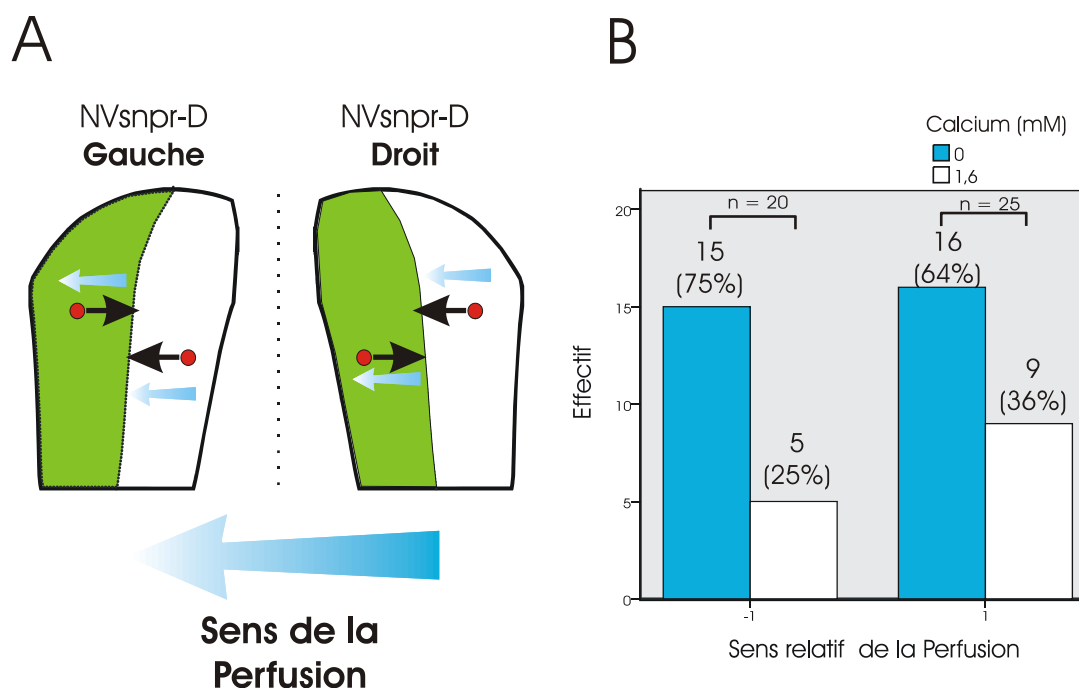 A
NVsnpr-D
Gauche
NVsnpr-D
Droit
Sens de la
Perfusion
B
Calcium (mM)
0
1,6
n = 20
n = 25
15
(75%)
5
(25%)
16
(64%)
9
(36%)
20
15
10
5
0
Effectif
-1
1
Sens relatif de la Perfusion